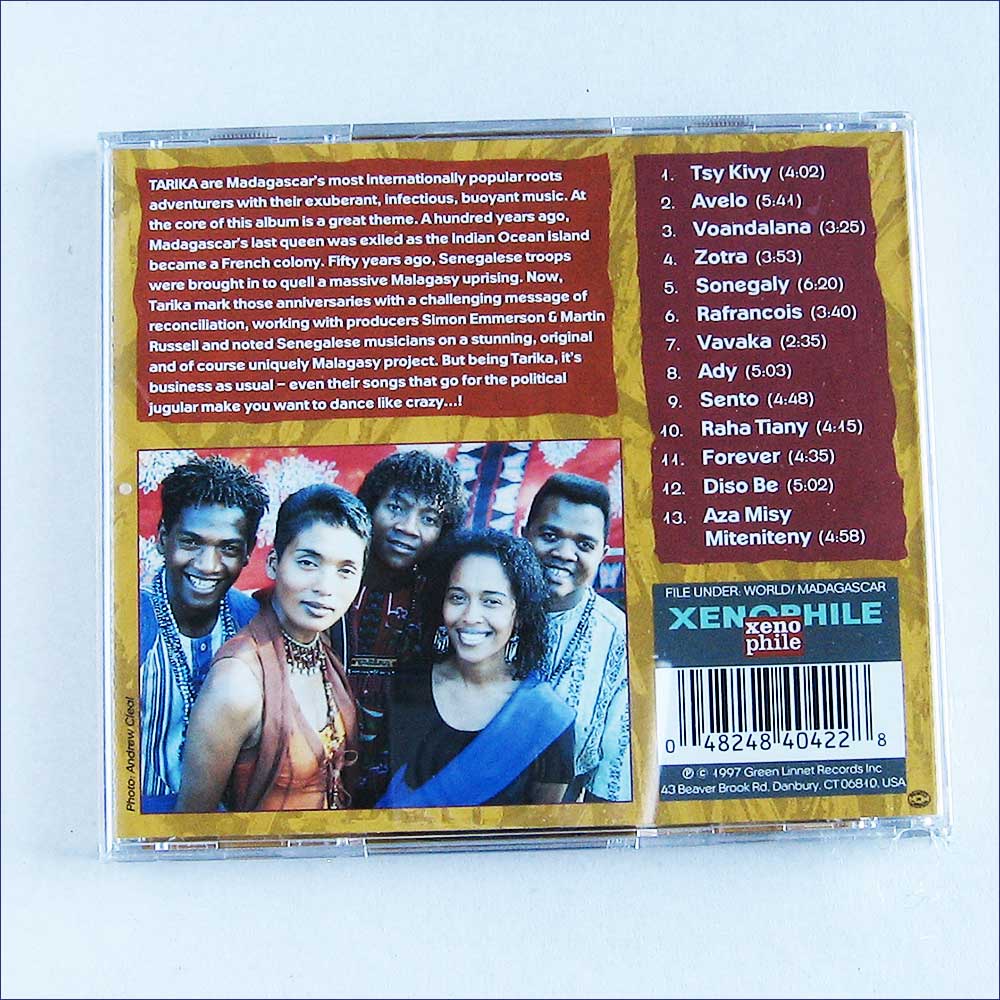 TARIKA are Madagascar's most internationally popular roots
adventurers with their exuberant, infectious, buoyant music. At
the core of this album is a great theme. A hundred years ago,
Madagascar's last queen was exiled as the Indian Ocean island
became a French colony. Fifty years ago, Senegalese troops
were brought in to quell a massive Malagasy uprising. Now,
Tarika mark those anniversaries with a challenging message of
reconciliation, working with producers Simon Emmerson & Martin
Russell and noted Senegalese musicians on a stunning, original
and of course uniquely Malagasy project. But being Tarika, it's
business as usual – even their songs that go for the political
jugular make you want to dance like crazy...!
1. Tsy Kivy (4:02)
2. Avelo (5:41)
3. Voandalana (3:25)
4. Zotra (3:53)
5. Sonegaly (6:20)
6. Rafrancois (3:40)
7. Vavaka (2:35)
8. Ady (5:03)
9. Sento (4:48)
10. Raha Tiany (4:15)
11. Forever (4:35)
12. Diso Be (5:02)
13. Aza Misy
Miteniteny (4:58)
Photo: Andrew Cleal
FILE UNDER: WORLD/ MADAGASCAR
XENOPHILE
xeno
phile
0 48248 40422 8
℗ © 1997 Green Linnet Records Inc
43 Beaver Brook Rd, Danbury, CT 06810, USA